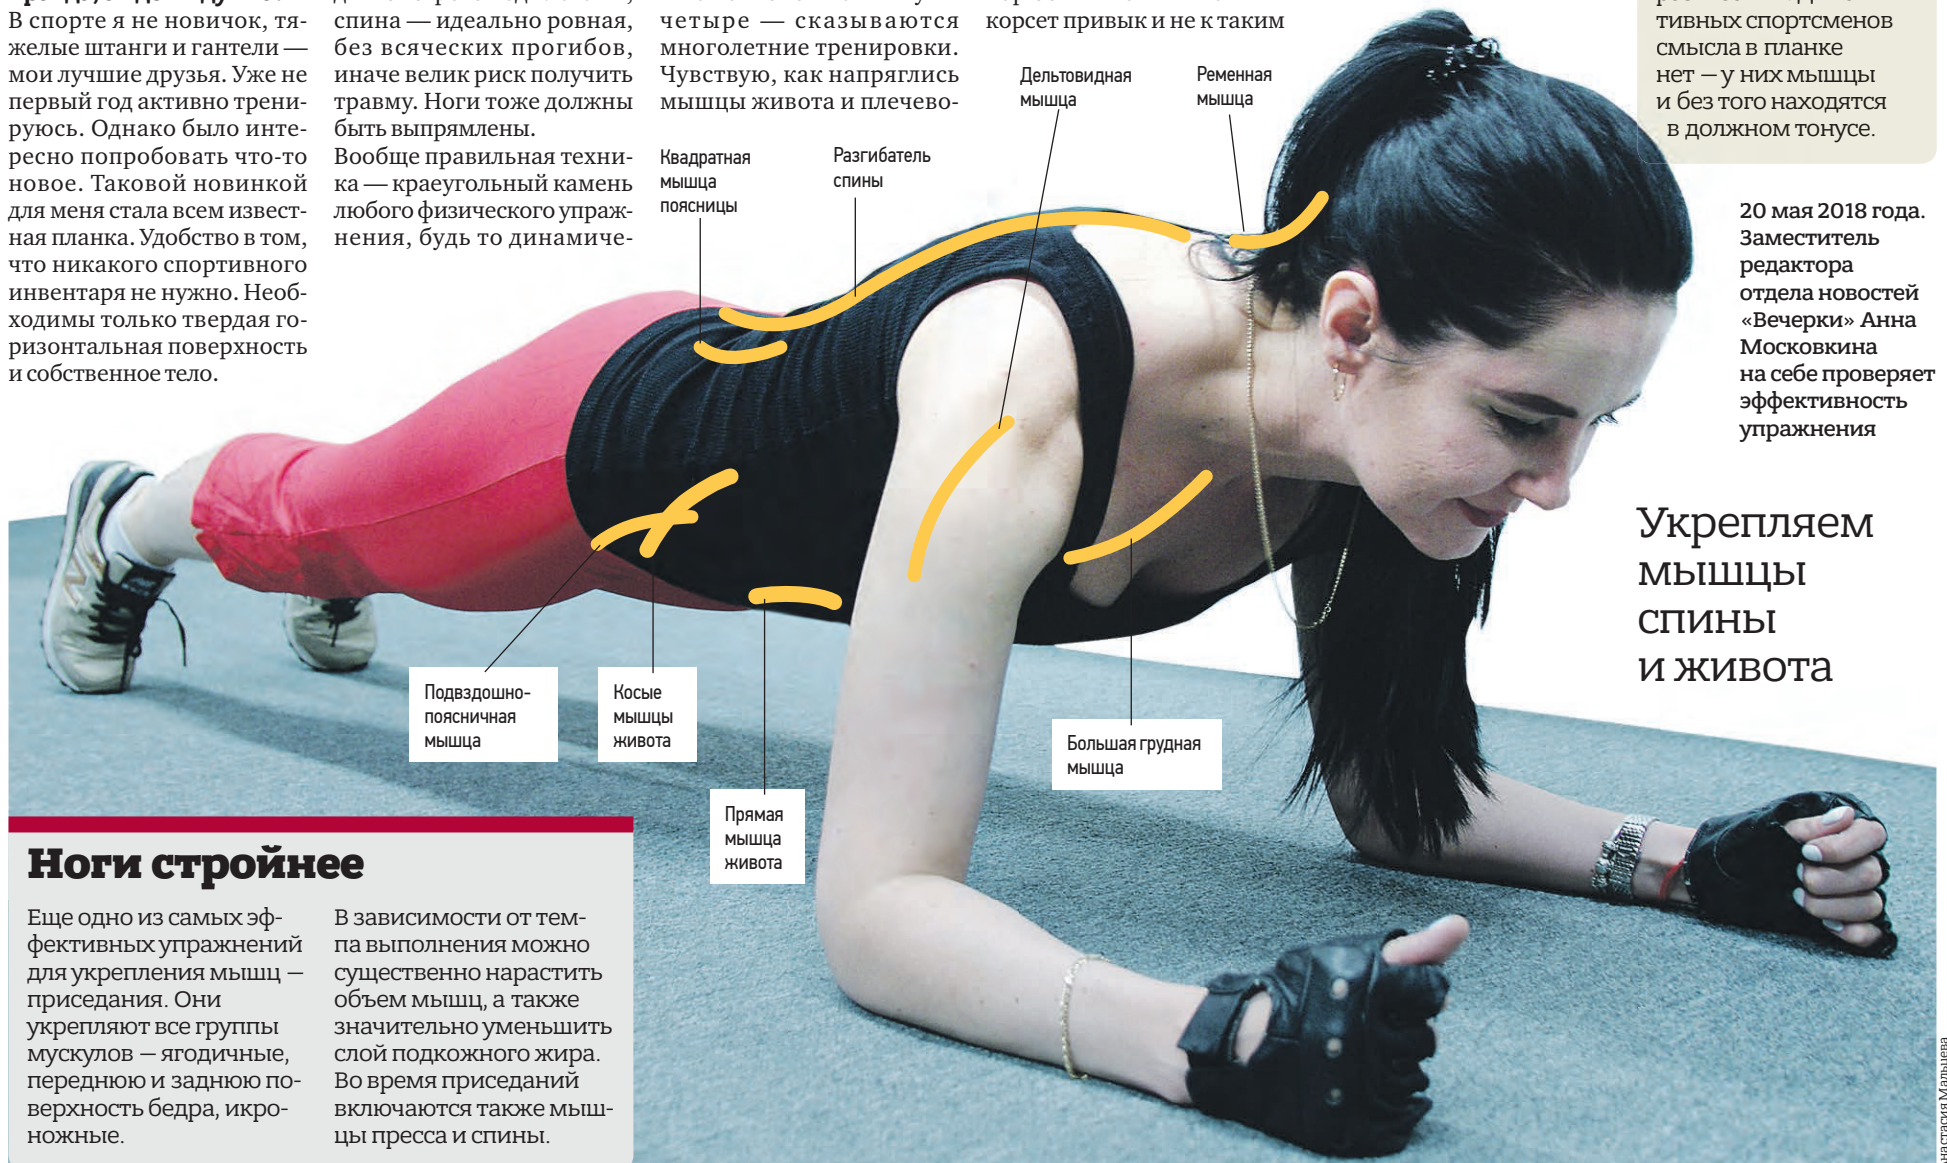 В спорте я не новичок, тя-
желые штанги и гантели —
мои лучшие друзья. Уже не
первый год активно трени-
руюсь. Однако было инте-
ресно попробовать что-то
новое. Таковой новинкой
для меня стала всем извест-
ная планка. Удобство в том,
что никакого спортивного
инвентаря не нужно. Необ-
ходимы только твердая го-
ризонтальная поверхность
и собственное тело.
спина — идеально ровная,
без всяческих прогибов,
иначе велик риск получить
травму. Ноги тоже должны
быть выпрямлены.
Вообще правильная техни-
ка — краеугольный камень
любого физического упраж-
нения, будь то динамиче-
четыре — сказываются
многолетние тренировки.
Чувствую, как напряглись
мышцы живота и плечево-
корсет привык и не к таким
тивных спортсменов
смысла в планке
нет — у них мышцы
и без того находятся
в должном тонусе.
Квадратная
мышца
поясницы
Разгибатель
спины
Дельтовидная
мышца
Ременная
мышца
20 мая 2018 года.
Заместитель
редактора
отдела новостей
«Вечерки» Анна
Московкина
на себе проверяет
эффективность
упражнения
Укрепляем
мышцы
спины
и живота
Подвздошно-
поясничная
мышца
Косые
мышцы
живота
Прямая
мышца
живота
Большая грудная
мышца
Ноги стройнее
Еще одно из самых эф-
фективных упражнений
для укрепления мышц —
приседания. Они
укрепляют все группы
мускулов — ягодичные,
переднюю и заднюю по-
верхность бедра, икро-
ножные.
В зависимости от тем-
па выполнения можно
существенно нарастить
объем мышц, а также
значительно уменьшить
слой подкожного жира.
Во время приседаний
включаются также мыш-
цы пресса и спины.
Мальцева